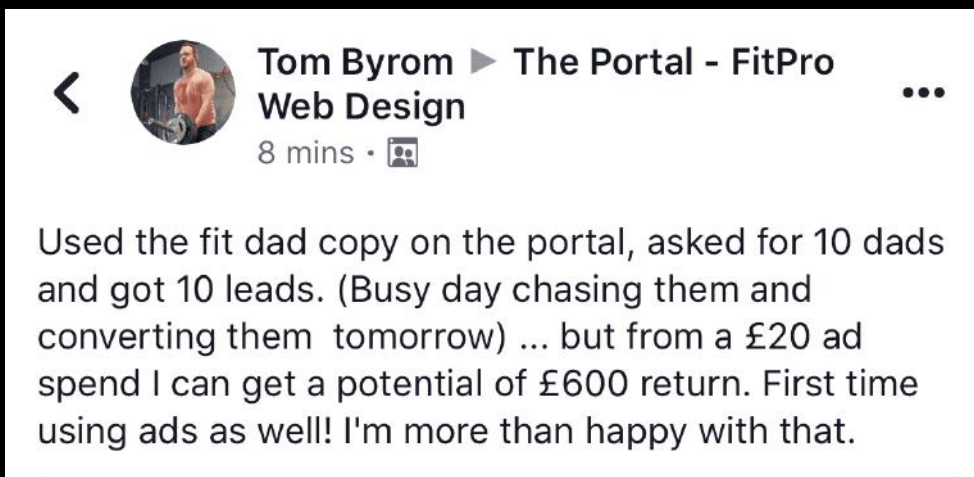 Tom Byrom ▶ The Portal - FitPro
Web Design
8 mins ·
Used the fit dad copy on the portal, asked for 10 dads
and got 10 leads. (Busy day chasing them and
converting them  tomorrow) ... but from a £20 ad
spend I can get a potential of £600 return. First time
using ads as well! I'm more than happy with that.